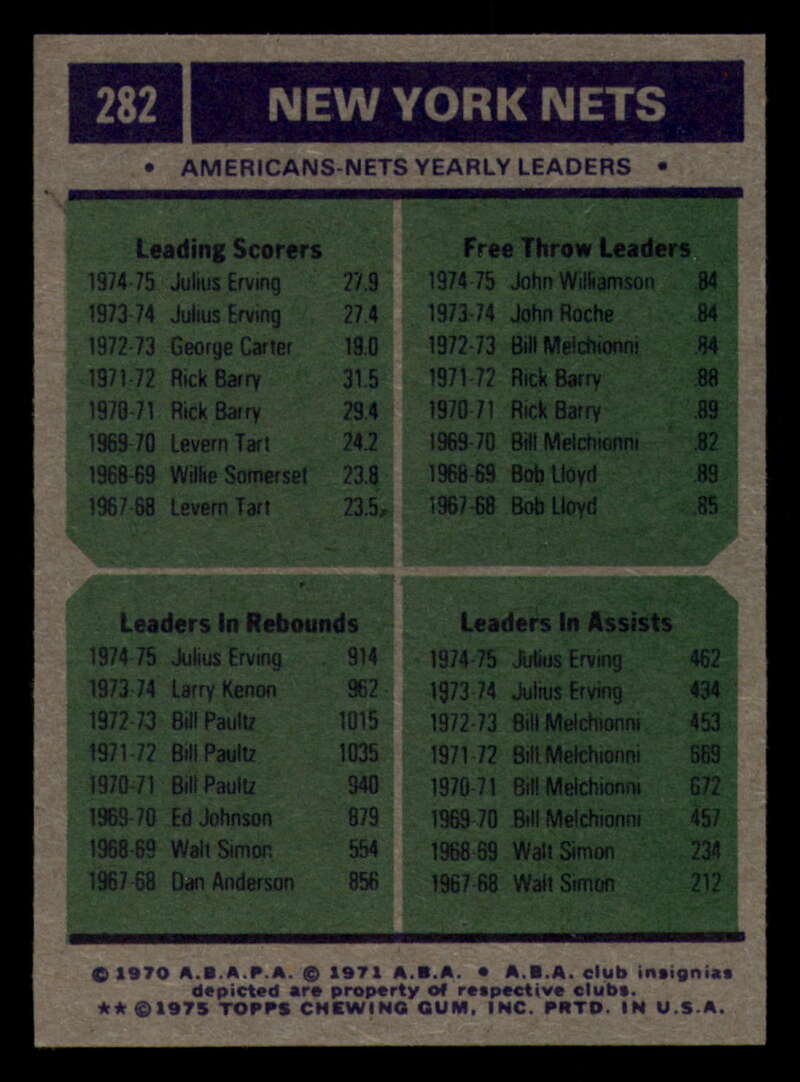 282 NEW YORK NETS
• AMERICANS-NETS YEARLY LEADERS •
Leading Scorers
1974-75 Julius Erving 27.9
1973-74 Julius Erving 27.4
1972-73 George Carter 19.0
1971-72 Rick Barry 31.5
1970-71 Rick Barry 29.4
1969-70 Levern Tart 24.2
1968-69 Willie Somerset 23.8
1967-68 Levern Tart 23.5
Free Throw Leaders
1974-75 John Williamson .84
1973-74 John Roche .84
1972-73 Bill Melchionni .84
1971-72 Rick Barry .88
1970-71 Rick Barry .89
1969-70 Bill Melchionni .82
1968-69 Bob Lloyd .89
1967-68 Bob Lloyd .85
Leaders In Rebounds
1974-75 Julius Erving 914
1973-74 Larry Kenon 962
1972-73 Bill Paultz 1015
1971-72 Bill Paultz 1035
1970-71 Bill Paultz 940
1969-70 Ed Johnson 879
1968-69 Walt Simon 554
1967-68 Dan Anderson 856
Leaders In Assists
1974-75 Julius Erving 462
1973-74 Julius Erving 434
1972-73 Bill Melchionni 453
1971-72 Bill Melchionni 669
1970-71 Bill Melchionni 672
1969-70 Bill Melchionni 457
1968-69 Walt Simon 234
1967-68 Walt Simon 212
© 1970 A.B.A.P.A. © 1971 A.B.A. • A.B.A. club insignias
depicted are property of respective clubs.
** © 1975 TOPPS CHEWING GUM, INC. PRTD. IN U.S.A.